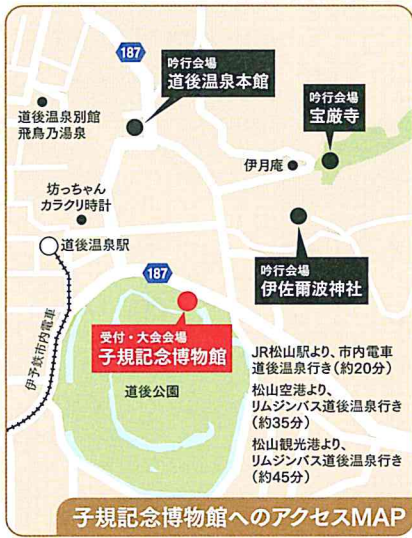 187
吟行会場
道後温泉本館
吟行会場
宝厳寺
道後温泉別館
飛鳥乃湯泉
伊月庵
坊っちゃん
カラクリ時計
道後温泉駅
吟行会場
伊佐爾波神社
187
受付・大会会場
子規記念博物館
伊予鉄市内電車
道後公園
JR松山駅より、市内電車
道後温泉行き(約20分)
松山空港より、
リムジンバス道後温泉行き
(約35分)
松山観光港より、
リムジンバス道後温泉行き
(約45分)
子規記念博物館へのアクセスMAP